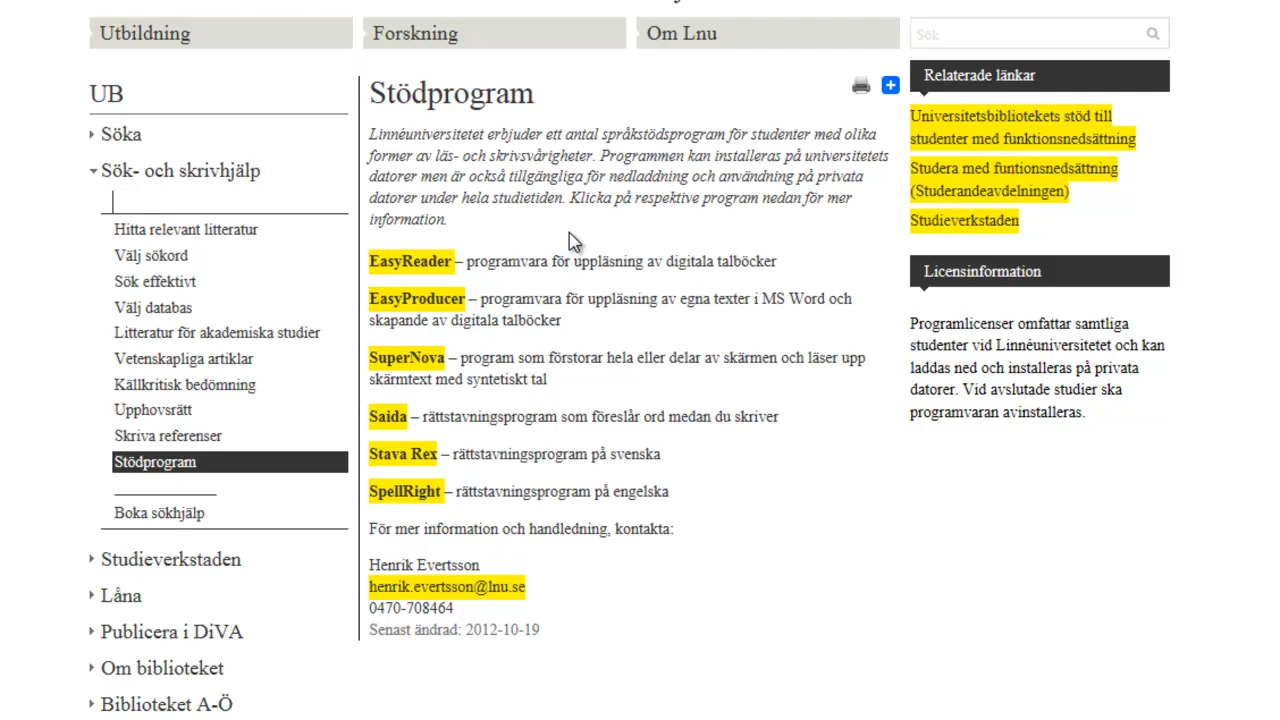 Utbildning
Forskning
Om Lnu
Sök
UB
Söka
Sök- och skrivhjälp
Hitta relevant litteratur
Välj sökord
Sök effektivt
Välj databas
Litteratur för akademiska studier
Vetenskapliga artiklar
Källkritisk bedömning
Upphovsrätt
Skriva referenser
Stödprogram
Boka sökhjälp
Studieverkstaden
Låna
Publicera i DiVA
Om biblioteket
Biblioteket A-Ö
Stödprogram
Linnéuniversitetet erbjuder ett antal språkstödsprogram för studenter med olika
former av läs- och skrivsvårigheter. Programmen kan installeras på universitetets
datorer men är också tillgängliga för nedladdning och användning på privata
datorer under hela studietiden. Klicka på respektive program nedan för mer
information.
EasyReader – programvara för uppläsning av digitala talböcker
EasyProducer – programvara för uppläsning av egna texter i MS Word och
skapande av digitala talböcker
SuperNova – program som förstorar hela eller delar av skärmen och läser upp
skärmtext med syntetiskt tal
Saida – rättstavningsprogram som föreslår ord medan du skriver
Stava Rex – rättstavningsprogram på svenska
SpellRight – rättstavningsprogram på engelska
För mer information och handledning, kontakta:
Henrik Evertsson
henrik.evertsson@lnu.se
0470-708464
Senast ändrad: 2012-10-19
Relaterade länkar
Universitetsbibliotekets stöd till
studenter med funktionsnedsättning
Studera med funtionsnedsättning
(Studerandeavdelningen)
Studieverkstaden
Licensinformation
Programlicenser omfattar samtliga
studenter vid Linnéuniversitetet och kan
laddas ned och installeras på privata
datorer. Vid avslutade studier ska
programvaran avinstalleras.